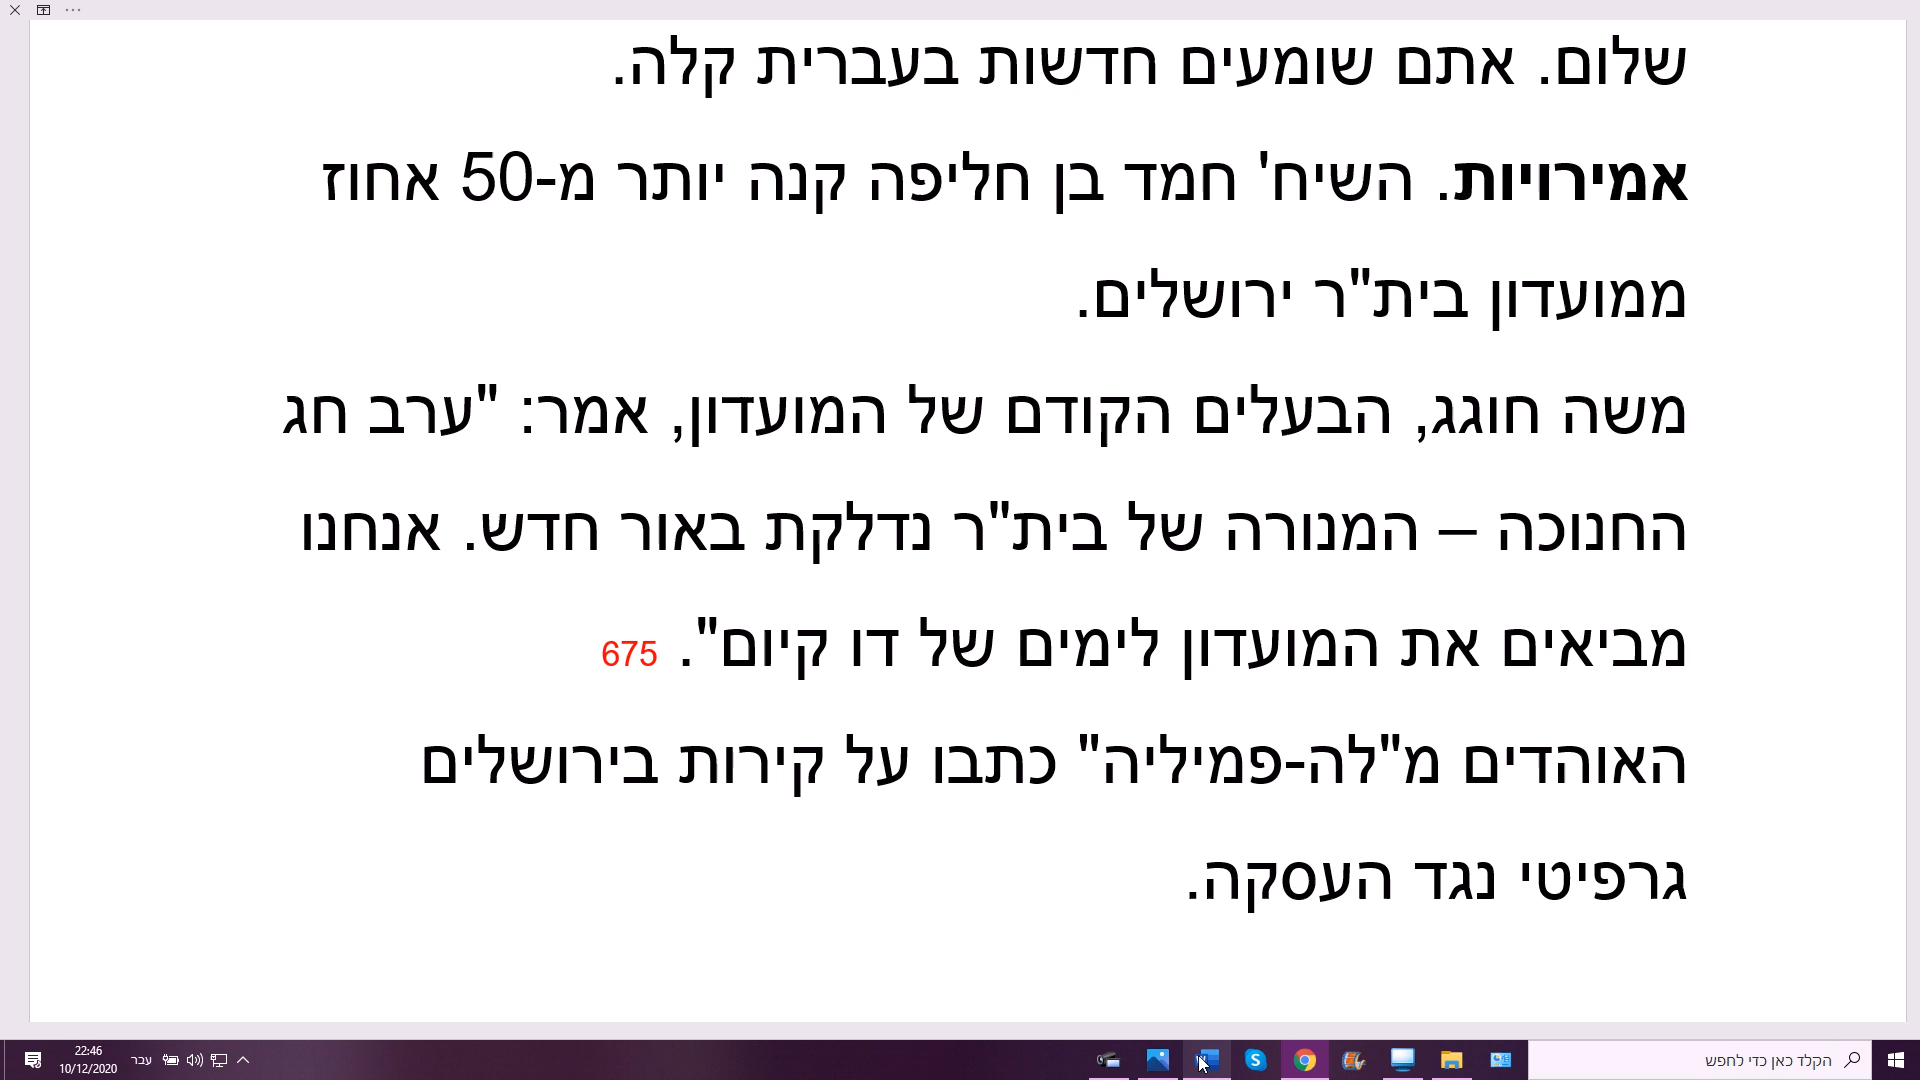 שלום. אתם שומעים חדשות בעברית קלה.
אמירויות. השיח' חמד בן חליפה קנה יותר מ-50 אחוז
ממועדון בית"ר ירושלים.
משה חוגג, הבעלים הקודם של המועדון, אמר: "ערב חג
החנוכה – המנורה של בית"ר נדלקת באור חדש. אנחנו
מביאים את המועדון לימים של דו קיום". 675
האוהדים מ"לה-פמיליה" כתבו על קירות בירושלים
גרפיטי נגד העסקה.
הקלד כאן כדי לחפש
עבר
22:46
10/12/2020